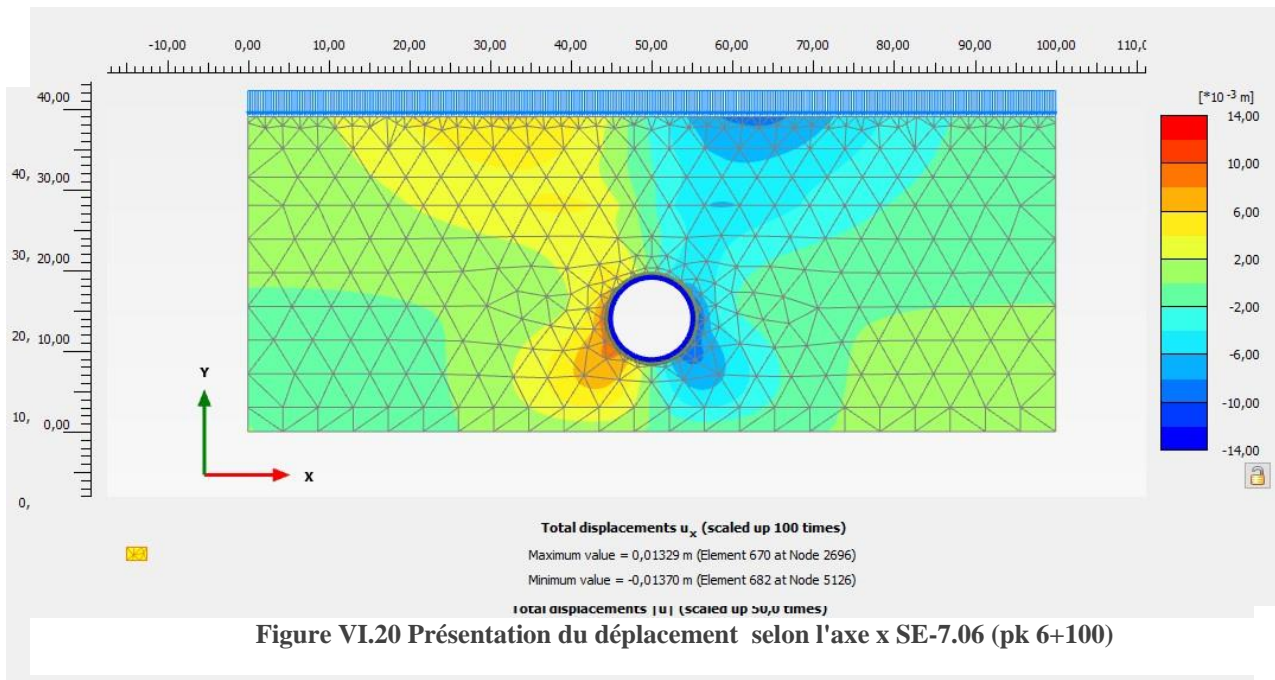 -10,00 0,00 10,00 20,00 30,00 40,00 50,00 60,00 70,00 80,00 90,00 100,00 110,0
[*10 -3 m]
40,00
14,00
10,00
40, 30,00
6,00
30, 20,00
2,00
-2,00
20, 10,00
-6,00
Y
-10,00
10, 0,00
-14,00
X
0,
Total displacements ux (scaled up 100 times)
Maximum value = 0,01329 m (Element 670 at Node 2696)
Minimum value = -0,01370 m (Element 682 at Node 5126)
Total displacements |u| (scaled up 50,0 times)
Figure VI.20 Présentation du déplacement selon l'axe x SE-7.06 (pk 6+100)